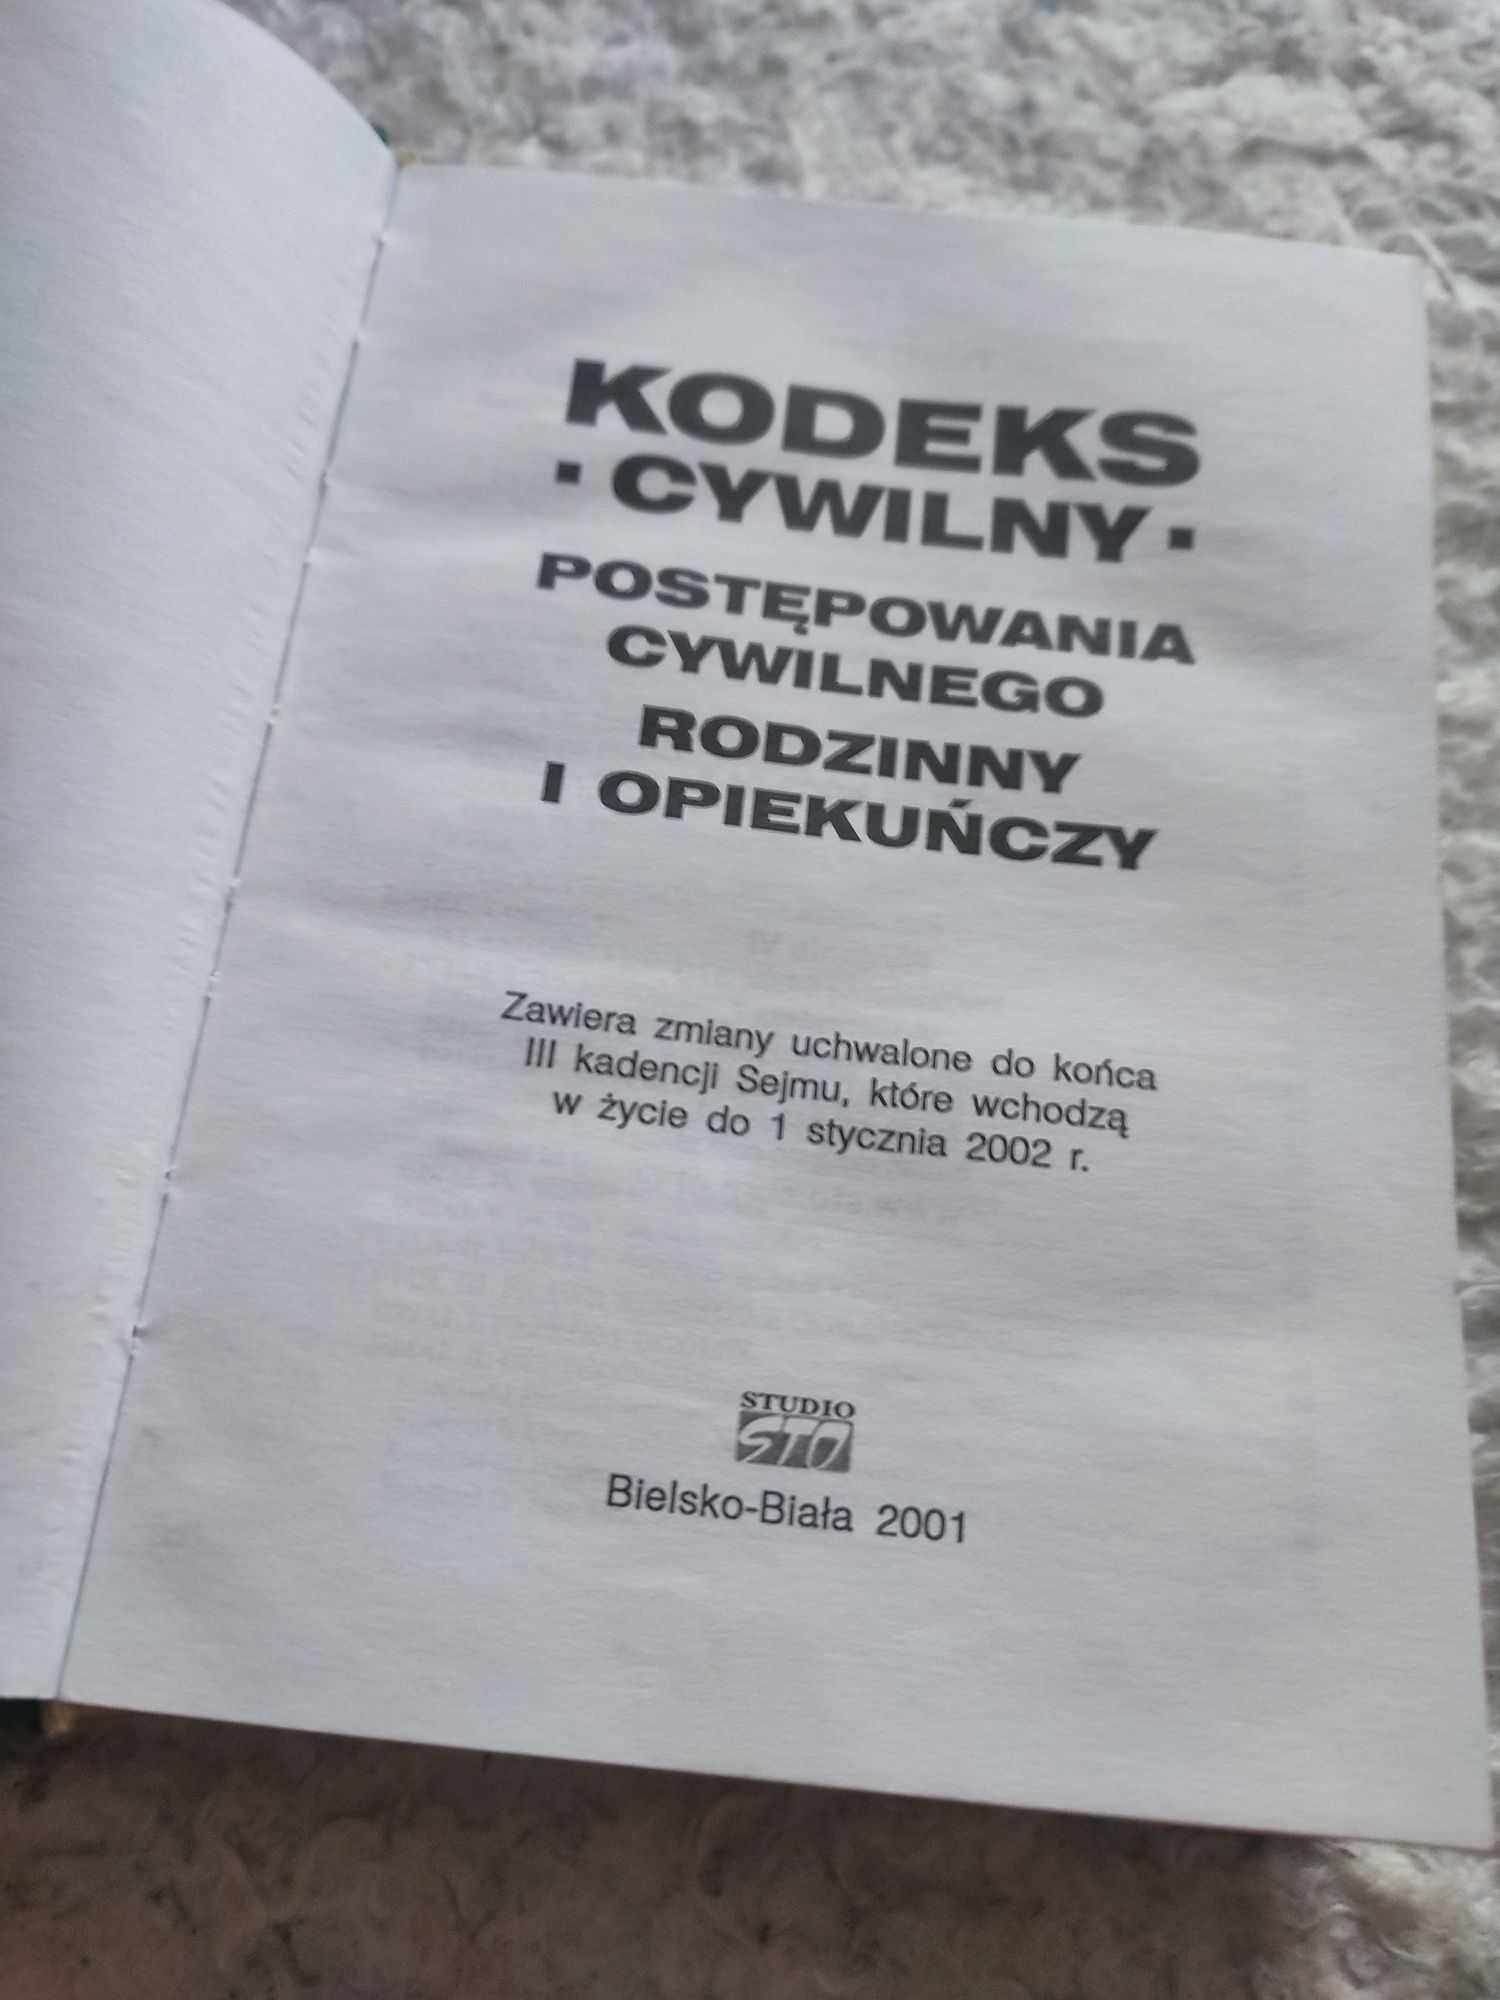 KODEKS
· CYWILNY ·
POSTĘPOWANIA
CYWILNEGO
RODZINNY
I OPIEKUŃCZY
Zawiera zmiany uchwalone do końca
III kadencji Sejmu, które wchodzą
w życie do 1 stycznia 2002 r.
STUDIO
STO
Bielsko-Biała 2001